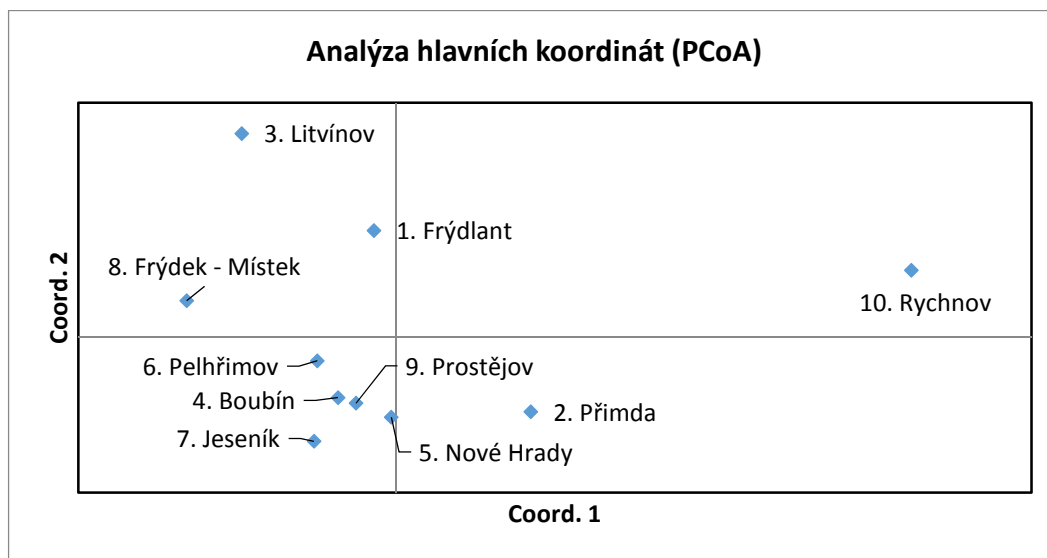 Analýza hlavních koordinát (PCoA)
3. Litvínov
1. Frýdlant
8. Frýdek - Místek
10. Rychnov
Coord. 2
6. Pelhřimov
9. Prostějov
4. Boubín
2. Přimda
7. Jeseník
5. Nové Hrady
Coord. 1